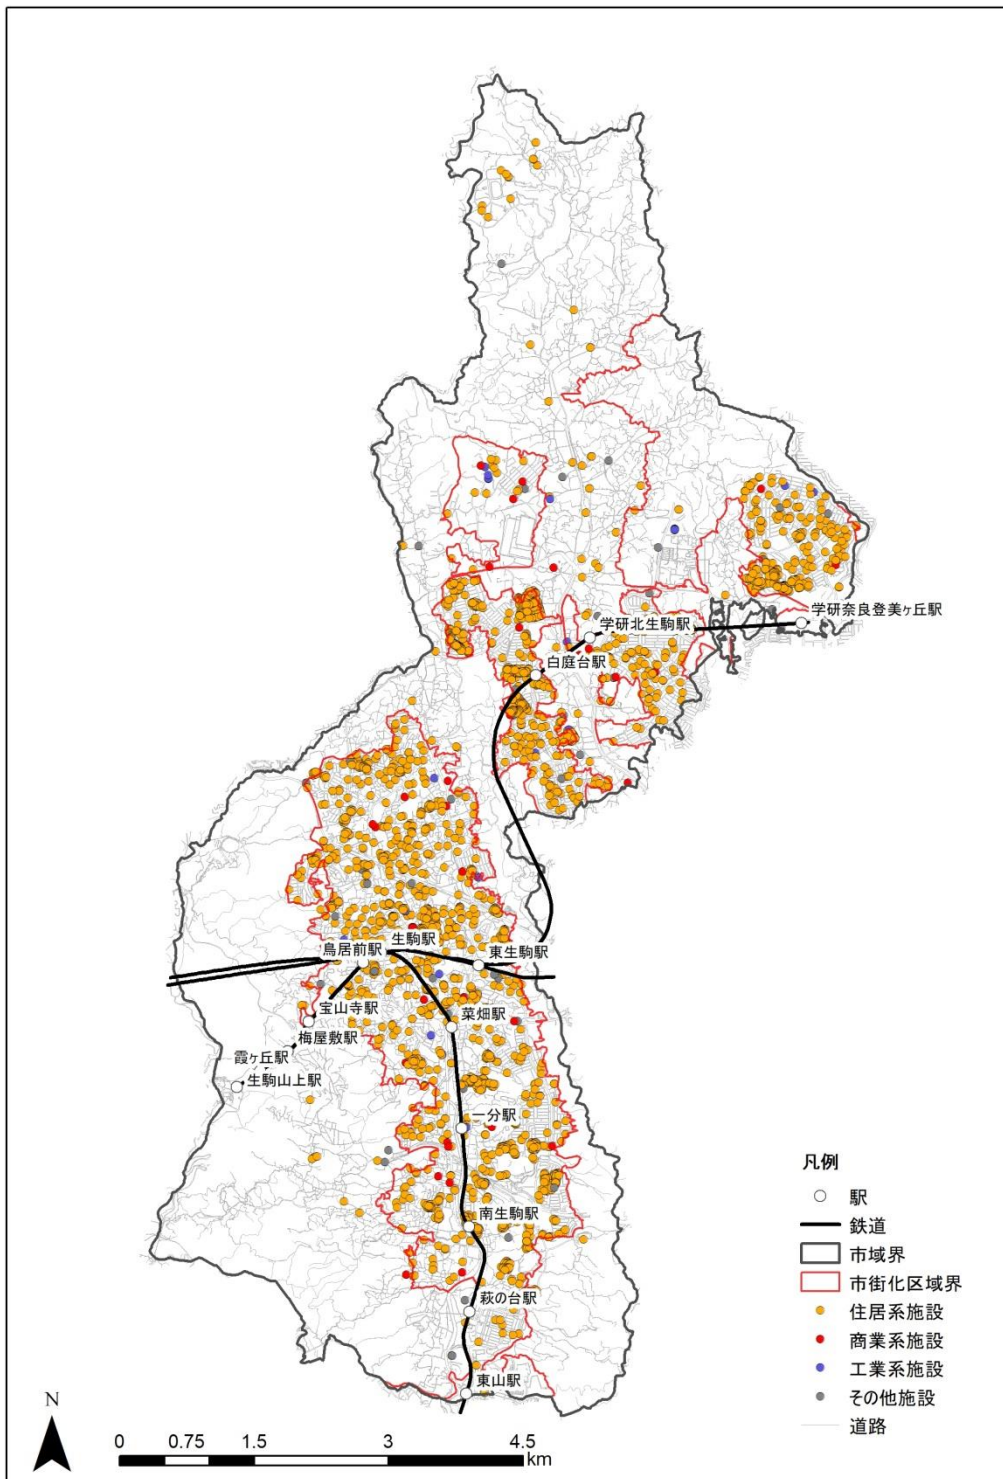 学研奈良登美ヶ丘駅
学研北生駒駅
白庭台駅
生駒駅
鳥居前駅
東生駒駅
宝山寺駅
菜畑駅
梅屋敷駅
霞ヶ丘駅
生駒山上駅
一分駅
南生駒駅
萩の台駅
東山駅
凡例
駅
鉄道
市域界
市街化区域界
住居系施設
商業系施設
工業系施設
その他施設
道路
N
0 0.75 1.5 3 4.5
km